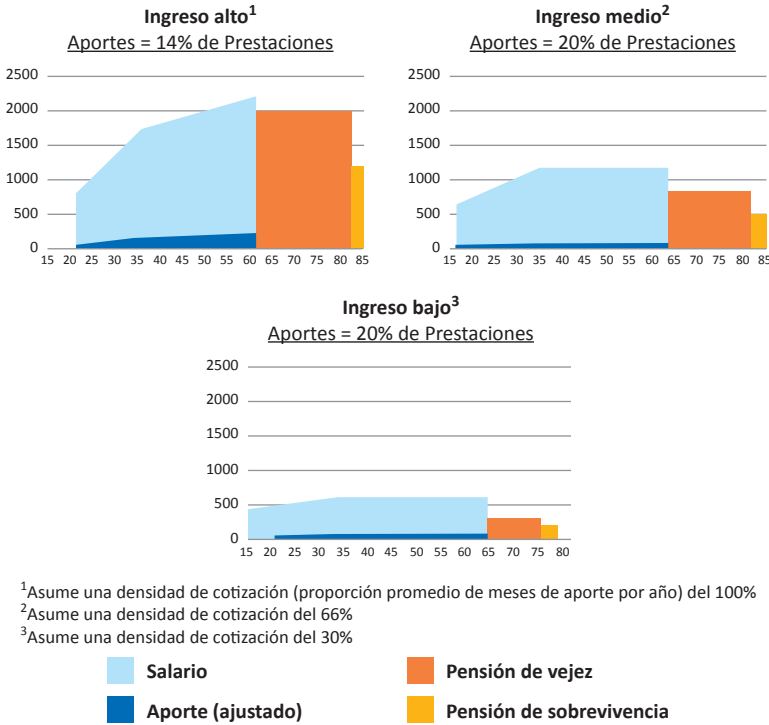 Ingreso alto¹
Aportes = 14% de Prestaciones
2500
2000
1500
1000
500
0
15 20 25 30 35 40 45 50 55 60 65 70 75 80 85
Ingreso medio²
Aportes = 20% de Prestaciones
2500
2000
1500
1000
500
0
15 20 25 30 35 40 45 50 55 60 65 70 75 80 85
Ingreso bajo³
Aportes = 20% de Prestaciones
2500
2000
1500
1000
500
0
15 20 25 30 35 40 45 50 55 60 65 70 75 80
¹Asume una densidad de cotización (proporción promedio de meses de aporte por año) del 100%
²Asume una densidad de cotización del 66%
³Asume una densidad de cotización del 30%
Salario
Pensión de vejez
Aporte (ajustado)
Pensión de sobrevivencia